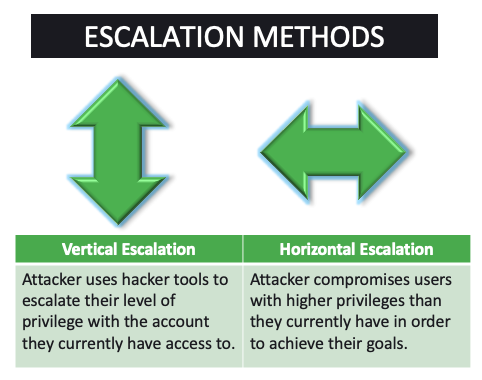 ESCALATION METHODS
Vertical Escalation
Attacker uses hacker tools to
escalate their level of
privilege with the account
they currently have access to.
Horizontal Escalation
Attacker compromises users
with higher privileges than
they currently have in order
to achieve their goals.